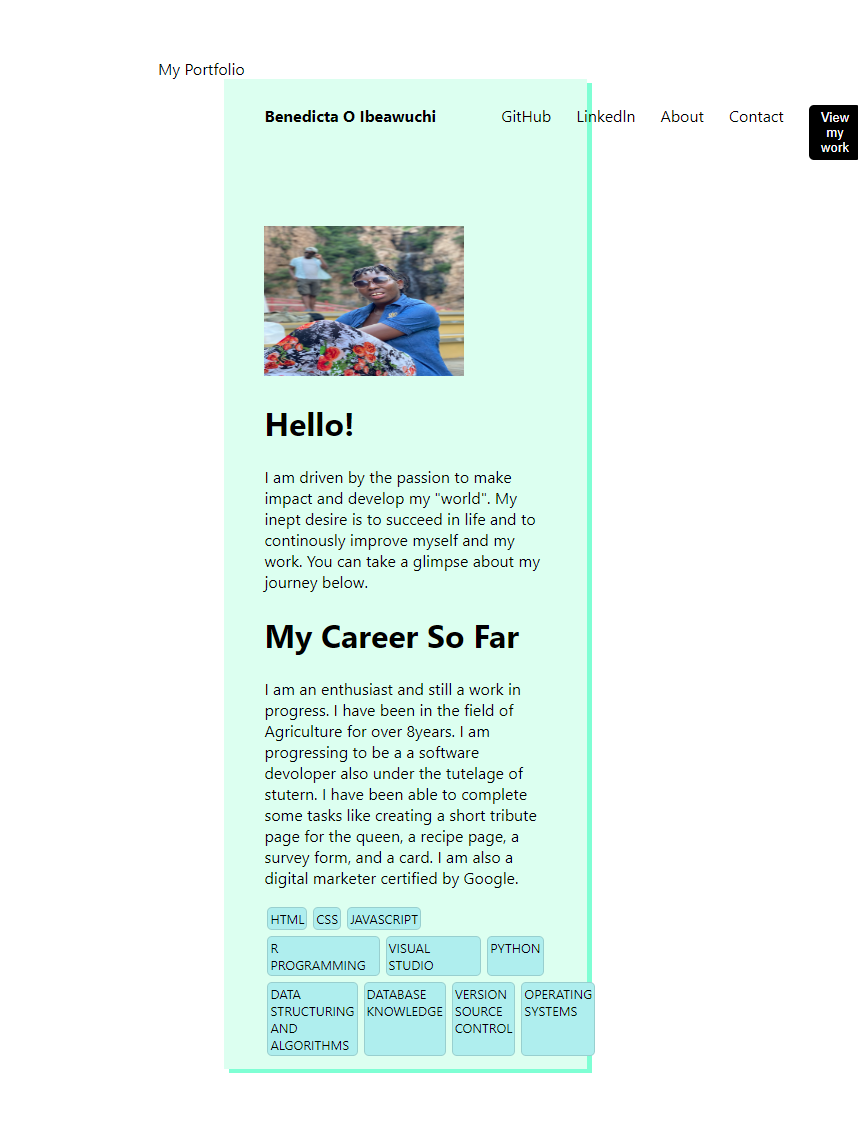 My Portfolio
Benedicta O Ibeawuchi GitHub LinkedIn About Contact View
my
work
Hello!
I am driven by the passion to make
impact and develop my "world". My
inept desire is to succeed in life and to
continously improve myself and my
work. You can take a glimpse about my
journey below.
My Career So Far
I am an enthusiast and still a work in
progress. I have been in the field of
Agriculture for over 8years. I am
progressing to be a a software
devoloper also under the tutelage of
stutern. I have been able to complete
some tasks like creating a short tribute
page for the queen, a recipe page, a
survey form, and a card. I am also a
digital marketer certified by Google.
HTML CSS JAVASCRIPT
R
PROGRAMMING
VISUAL
STUDIO
PYTHON
DATA
STRUCTURING
AND
ALGORITHMS
DATABASE
KNOWLEDGE
VERSION
SOURCE
CONTROL
OPERATING
SYSTEMS